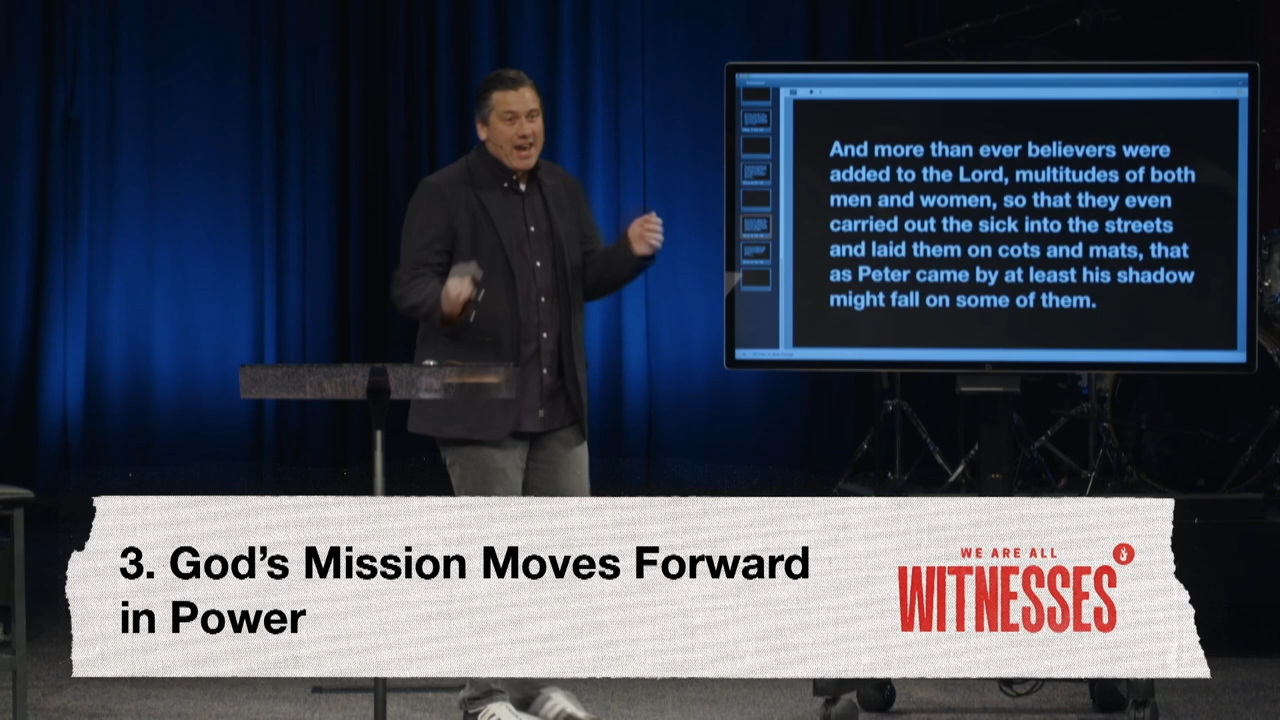 And more than ever believers were
added to the Lord, multitudes of both
men and women, so that they even
carried out the sick into the streets
and laid them on cots and mats, that
as Peter came by at least his shadow
might fall on some of them.
3. God’s Mission Moves Forward
in Power
WE ARE ALL
WITNESSES